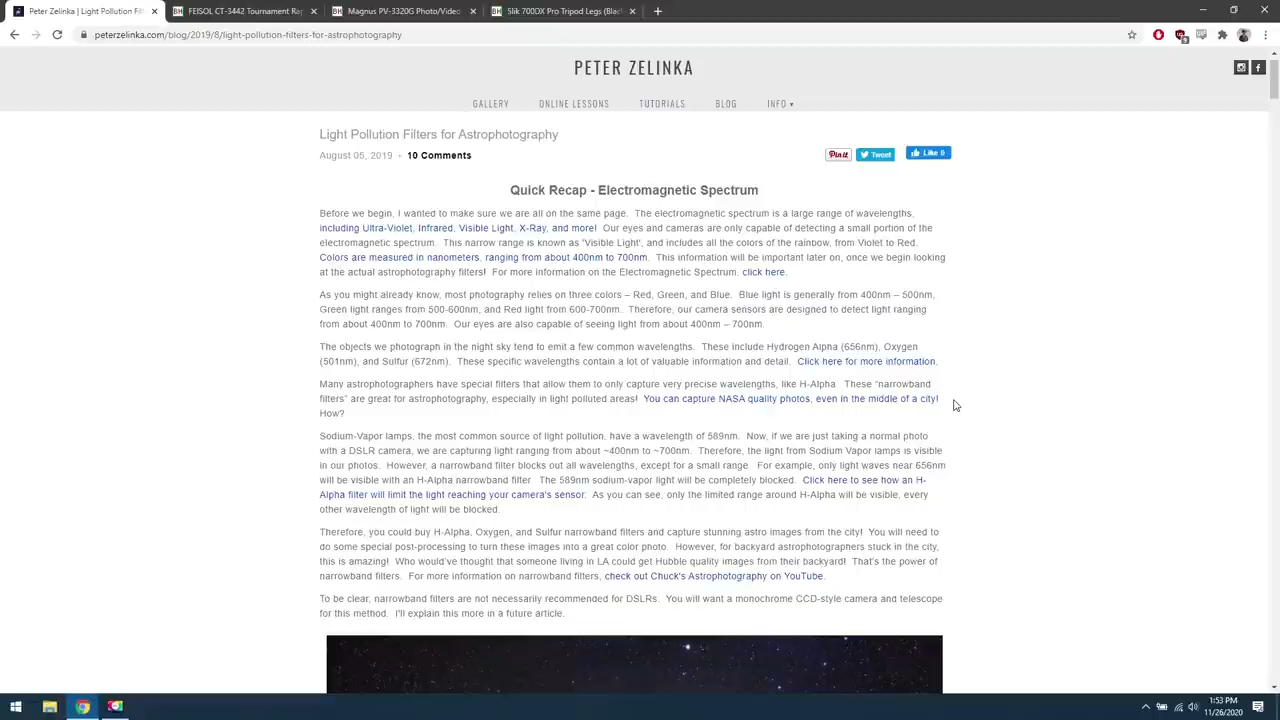 Peter Zelinka | Light Pollution Fi
FEISOL CT-3442 Tournament Rap
Magnus PV-3320G Photo/Video
Slik 700DX Pro Tripod Legs (Blac
peterzelinka.com/blog/2019/8/light-pollution-filters-for-astrophotography
PETER ZELINKA
GALLERY ONLINE LESSONS TUTORIALS BLOG INFO
Light Pollution Filters for Astrophotography
August 05, 2019 • 10 Comments
Pin it Tweet Like 0
Quick Recap - Electromagnetic Spectrum
Before we begin, I wanted to make sure we are all on the same page. The electromagnetic spectrum is a large range of wavelengths,
including Ultra-Violet, Infrared, Visible Light, X-Ray, and more! Our eyes and cameras are only capable of detecting a small portion of the
electromagnetic spectrum. This narrow range is known as 'Visible Light', and includes all the colors of the rainbow, from Violet to Red.
Colors are measured in nanometers, ranging from about 400nm to 700nm. This information will be important later on, once we begin looking
at the actual astrophotography filters! For more information on the Electromagnetic Spectrum, click here.
As you might already know, most photography relies on three colors – Red, Green, and Blue. Blue light is generally from 400nm – 500nm,
Green light ranges from 500-600nm, and Red light from 600-700nm. Therefore, our camera sensors are designed to detect light ranging
from about 400nm to 700nm. Our eyes are also capable of seeing light from about 400nm – 700nm.
The objects we photograph in the night sky tend to emit a few common wavelengths. These include Hydrogen Alpha (656nm), Oxygen
(501nm), and Sulfur (672nm). These specific wavelengths contain a lot of valuable information and detail. Click here for more information.
Many astrophotographers have special filters that allow them to only capture very precise wavelengths, like H-Alpha. These “narrowband
filters” are great for astrophotography, especially in light polluted areas! You can capture NASA quality photos, even in the middle of a city!
How?
Sodium-Vapor lamps, the most common source of light pollution, have a wavelength of 589nm. Now, if we are just taking a normal photo
with a DSLR camera, we are capturing light ranging from about ~400nm to ~700nm. Therefore, the light from Sodium Vapor lamps is visible
in our photos. However, a narrowband filter blocks out all wavelengths, except for a small range. For example, only light waves near 656nm
will be visible with an H-Alpha narrowband filter. The 589nm sodium-vapor light will be completely blocked. Click here to see how an H-
Alpha filter will limit the light reaching your camera's sensor. As you can see, only the limited range around H-Alpha will be visible, every
other wavelength of light will be blocked.
Therefore, you could buy H-Alpha, Oxygen, and Sulfur narrowband filters and capture stunning astro images from the city! You will need to
do some special post-processing to turn these images into a great color photo. However, for backyard astrophotographers stuck in the city,
this is amazing! Who would've thought that someone living in LA could get Hubble quality images from their backyard! That's the power of
narrowband filters. For more information on narrowband filters, check out Chuck's Astrophotography on YouTube.
To be clear, narrowband filters are not necessarily recommended for DSLRs. You will want a monochrome CCD-style camera and telescope
for this method. I'll explain this more in a future article.
1:53 PM
11/26/2020